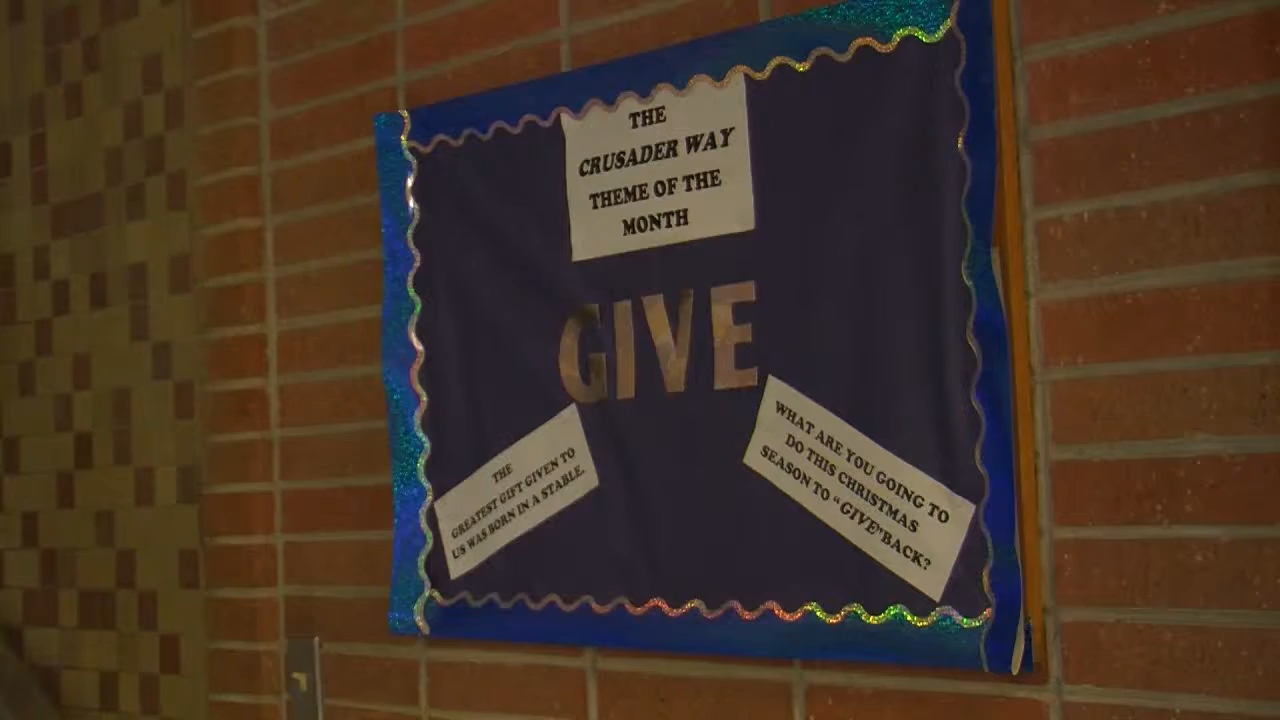 THE
CRUSADER WAY
THEME OF THE
MONTH
GIVE
THE
GREATEST GIFT GIVEN TO
US WAS BORN IN A STABLE.
WHAT ARE YOU GOING TO
DO THIS CHRISTMAS
SEASON TO "GIVE"BACK?